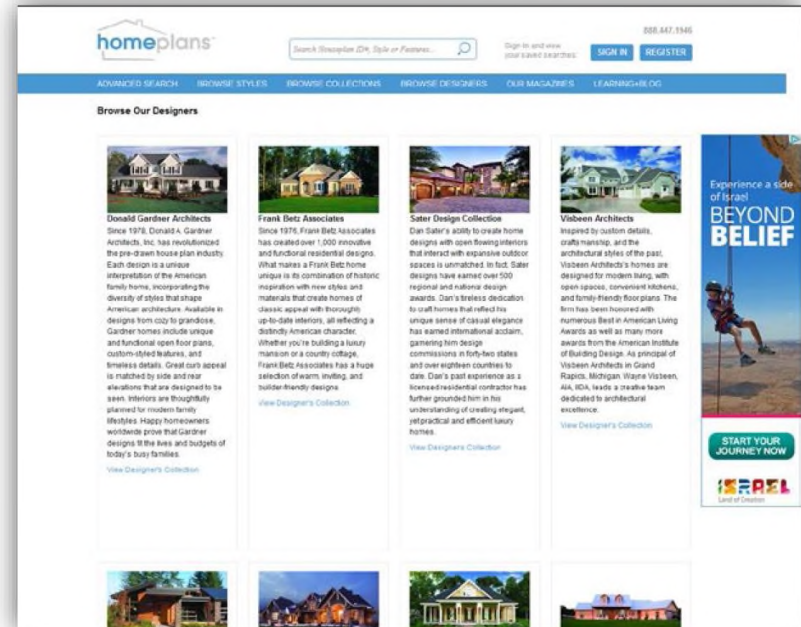 homeplans
Search Houseplan ID#, Style or Features...
Sign-in and view
your saved searches:
888.447.1946
SIGN IN
REGISTER
ADVANCED SEARCH
BROWSE STYLES
BROWSE COLLECTIONS
BROWSE DESIGNERS
OUR MAGAZINES
LEARNING+BLOG
Browse Our Designers
Donald Gardner Architects
Since 1978, Donald A. Gardner
Architects, Inc. has revolutionized
the pre-drawn house plan industry.
Each design is a unique
interpretation of the American
family home, incorporating the
diversity of styles that shape
American architecture. Available in
designs from cozy to grandiose,
Gardner homes include unique
and functional open floor plans,
custom-styled features, and
timeless details. Great curb appeal
is matched by side and rear
elevations that are designed to be
seen. Interiors are thoughtfully
planned for modern family
lifestyles. Happy homeowners
worldwide prove that Gardner
designs fit the lives and budgets of
today's busy families.
View Designer's Collection
Frank Betz Associates
Since 1976, Frank Betz Associates
has created over 1,000 innovative
and functional residential designs.
What makes a Frank Betz home
unique is its combination of historic
inspiration with new styles and
materials that create homes of
classic appeal with thoroughly
up-to-date interiors, all reflecting a
distinctly American character.
Whether you're building a luxury
mansion or a country cottage,
Frank Betz Associates has a huge
selection of warm, inviting, and
builder-friendly designs.
View Designer's Collection
Sater Design Collection
Dan Sater's ability to create home
designs with open flowing interiors
that interact with expansive outdoor
spaces is unmatched. In fact, Sater
designs have earned over 500
regional and national design
awards. Dan's tireless dedication
to craft homes that reflect his
unique sense of casual elegance
has earned international acclaim,
garnering him design
commissions in forty-two states
and over eighteen countries to
date. Dan's past experience as a
licensed residential contractor has
further grounded him in his
understanding of creating elegant,
yet practical and efficient luxury
homes.
View Designer's Collection
Visbeen Architects
Inspired by custom details,
craftsmanship, and the
architectural styles of the past,
Visbeen Architects's homes are
designed for modern living, with
open spaces, convenient kitchens,
and family-friendly floor plans. The
firm has been honored with
numerous Best in American Living
Awards as well as many more
awards from the American Institute
of Building Design. As principal of
Visbeen Architects in Grand
Rapids, Michigan, Wayne Visbeen,
AIA, IIDA, leads a creative team
dedicated to architectural
excellence.
View Designer's Collection
Experience a side
of Israel
BEYOND
BELIEF
START YOUR
JOURNEY NOW
ISRAEL
Land of Creation